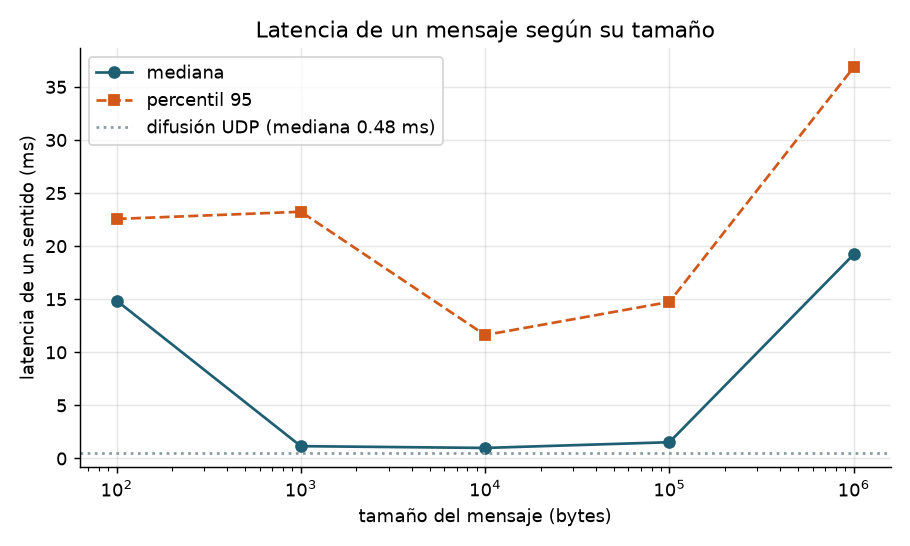 Latencia de un mensaje según su tamaño
mediana
percentil 95
difusión UDP (mediana 0.48 ms)
latencia de un sentido (ms)
35
30
25
20
15
10
5
0
10² 10³ 10⁴ 10⁵ 10⁶
tamaño del mensaje (bytes)